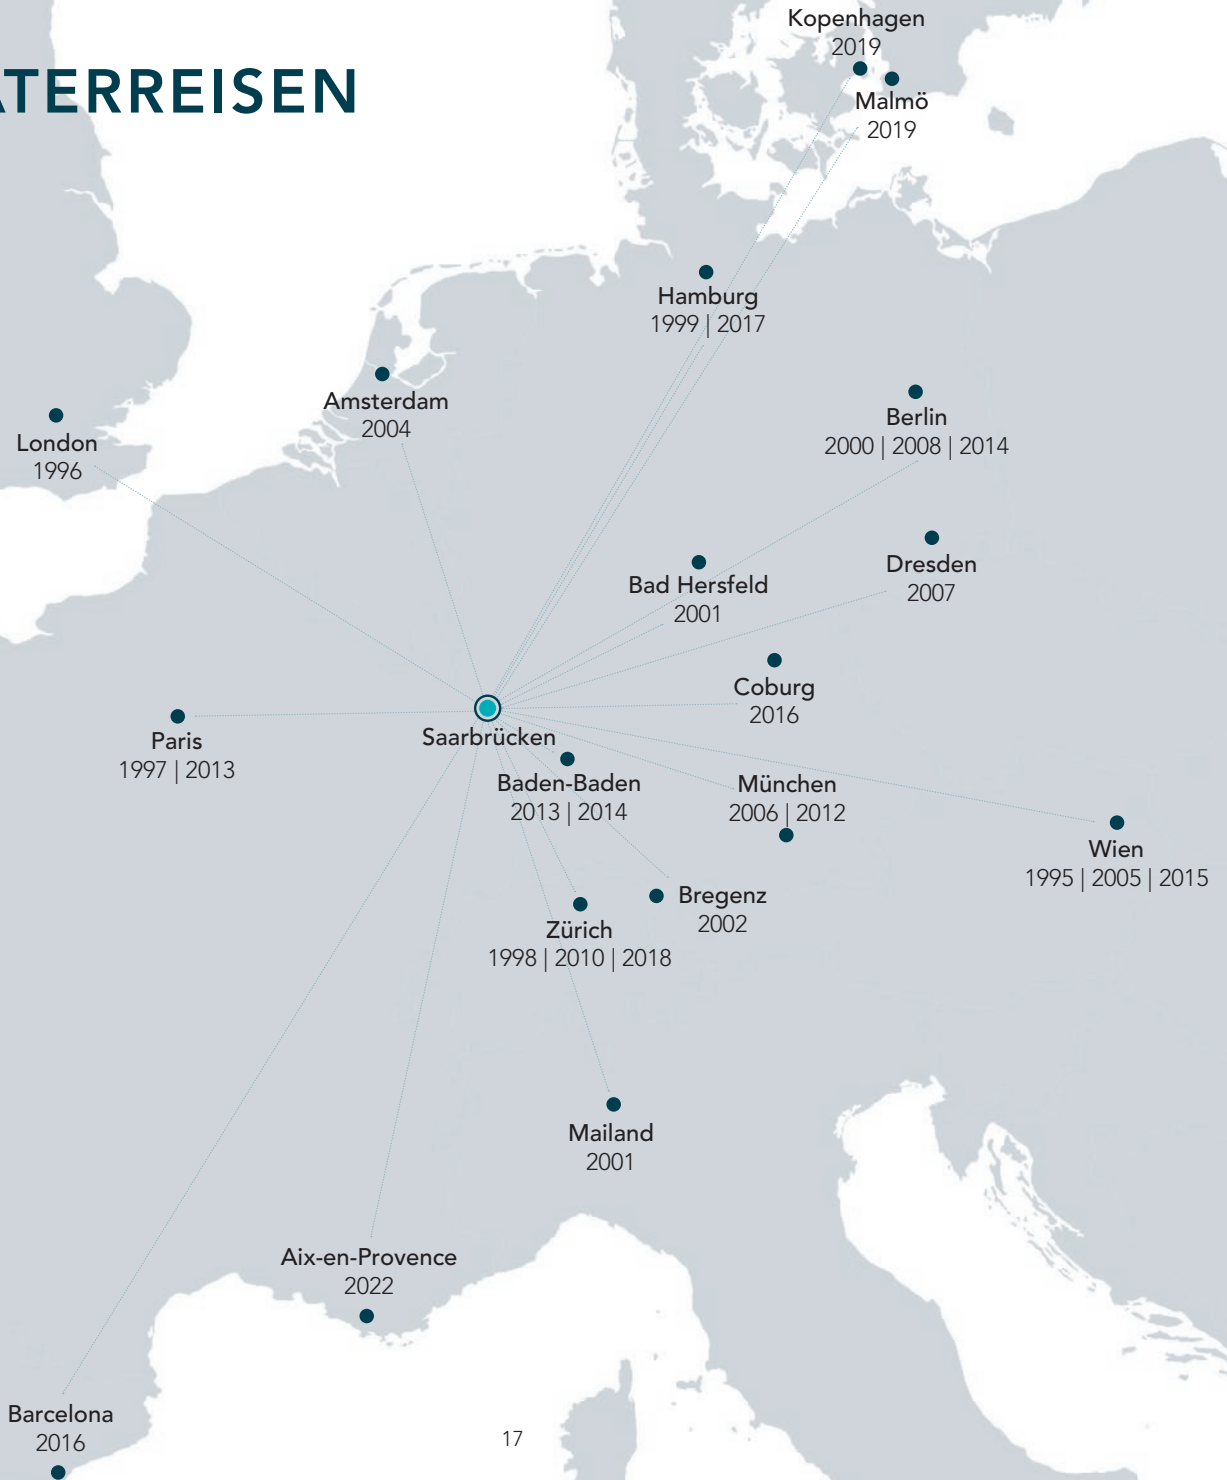 ATERREISEN
Kopenhagen
2019
Malmö
2019
Hamburg
1999 | 2017
Amsterdam
2004
London
1996
Berlin
2000 | 2008 | 2014
Dresden
2007
Bad Hersfeld
2001
Coburg
2016
Saarbrücken
Paris
1997 | 2013
Baden-Baden
2013 | 2014
München
2006 | 2012
Wien
1995 | 2005 | 2015
Bregenz
2002
Zürich
1998 | 2010 | 2018
Mailand
2001
Aix-en-Provence
2022
Barcelona
2016
17